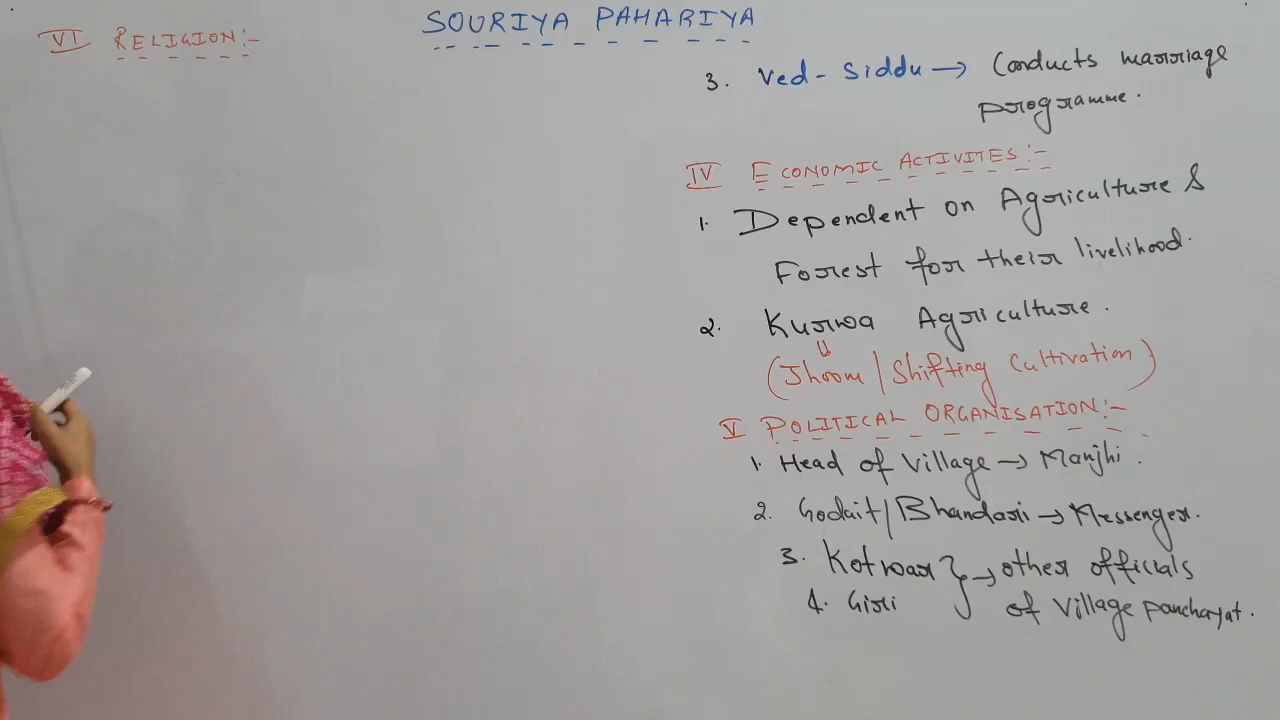 SOURIYA PAHARIYA
VI RELIGION:-
3. Ved-Siddu → Conducts marriage
programme.
IV ECONOMIC ACTIVITES:-
1. Dependent on Agriculture &
Forest for their livelihood.
2. Kurwa Agriculture.
(Jhoom/Shifting Cultivation)
V POLITICAL ORGANISATION:-
1. Head of Village → Manjhi.
2. Godait/Bhandari → Messenger.
3. Kotwar } → other officials
4. Giri of Village panchayat.